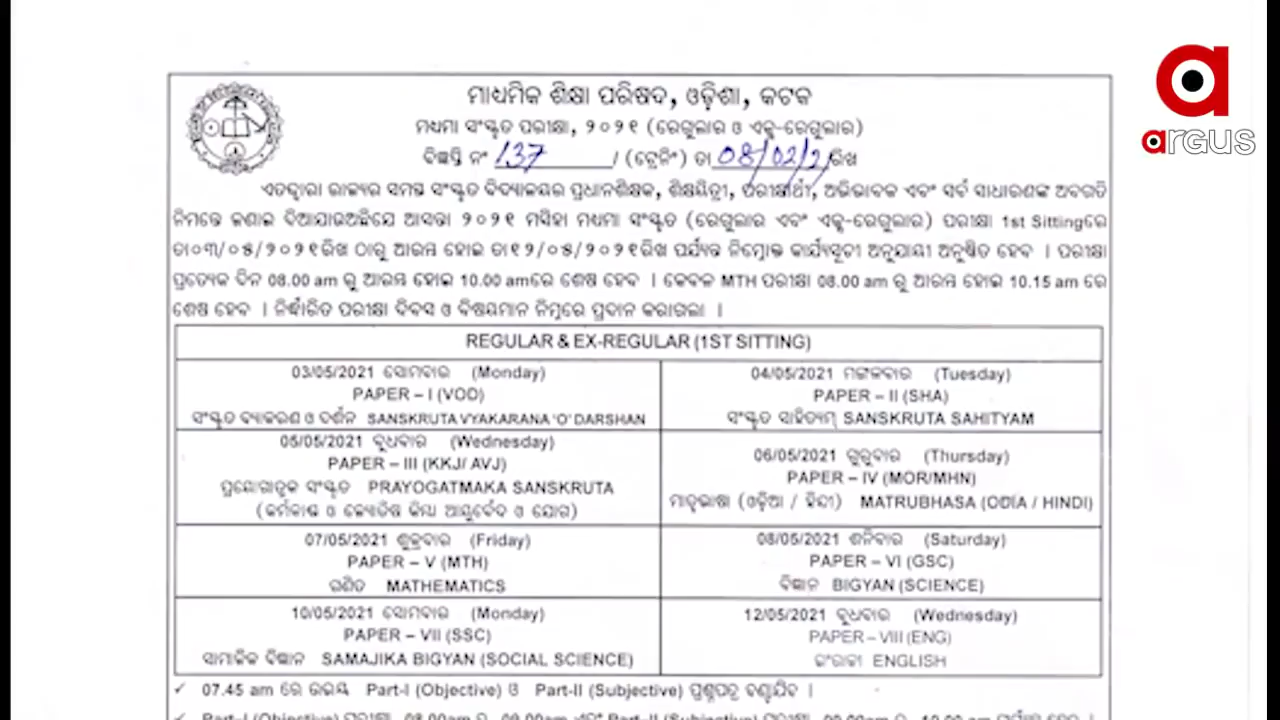 ମାଧ୍ୟମିକ ଶିକ୍ଷା ପରିଷଦ, ଓଡ଼ିଶା, କଟକ
ମଧ୍ୟମା ସଂସ୍କୃତ ପରୀକ୍ଷା, ୨୦୨୧ (ରେଗୁଲାର ଓ ଏକ୍ସ-ରେଗୁଲାର)
ବିଜ୍ଞପ୍ତି ନଂ 137 / (ଟ୍ରେନିଂ) ତା 08/02/21 ରିଖ
ଏତଦ୍ଦ୍ୱାରା ରାଜ୍ୟର ସମସ୍ତ ସଂସ୍କୃତ ବିଦ୍ୟାଳୟର ପ୍ରଧାନଶିକ୍ଷକ, ଶିକ୍ଷୟିତ୍ରୀ, ପରୀକ୍ଷାର୍ଥୀ, ଅଭିଭାବକ ଏବଂ ସର୍ବ ସାଧାରଣଙ୍କ ଅବଗତି
ନିମନ୍ତେ ଜଣାଇ ଦିଆଯାଉଅଛିଯେ ଆସନ୍ତା ୨୦୨୧ ମସିହା ମଧ୍ୟମା ସଂସ୍କୃତ (ରେଗୁଲାର ଏବଂ ଏକ୍ସ-ରେଗୁଲାର) ପରୀକ୍ଷା 1st Sittingରେ
ତା୦୩/୦୫/୨୦୨୧ରିଖ ଠାରୁ ଆରମ୍ଭ ହୋଇ ତା୧୨/୦୫/୨୦୨୧ରିଖ ପର୍ଯ୍ୟନ୍ତ ନିମ୍ନୋକ୍ତ କାର୍ଯ୍ୟସୂଚୀ ଅନୁଯାୟୀ ଅନୁଷ୍ଠିତ ହେବ । ପରୀକ୍ଷା
ପ୍ରତ୍ୟେକ ଦିନ 08.00 am ରୁ ଆରମ୍ଭ ହୋଇ 10.00 amରେ ଶେଷ ହେବ । କେବଳ MTH ପରୀକ୍ଷା 08.00 am ରୁ ଆରମ୍ଭ ହୋଇ 10.15 am ରେ
ଶେଷ ହେବ । ନିର୍ଦ୍ଧାରିତ ପରୀକ୍ଷା ଦିବସ ଓ ବିଷୟମାନ ନିମ୍ନରେ ପ୍ରଦାନ କରାଗଲା ।
REGULAR & EX-REGULAR (1ST SITTING)
03/05/2021 ସୋମବାର (Monday)
PAPER – I (VOD)
ସଂସ୍କୃତ ବ୍ୟାକରଣ ଓ ଦର୍ଶନ SANSKRUTA VYAKARANA 'O' DARSHAN
04/05/2021 ମଙ୍ଗଳବାର (Tuesday)
PAPER – II (SHA)
ସଂସ୍କୃତ ସାହିତ୍ୟମ୍ SANSKRUTA SAHITYAM
05/05/2021 ବୁଧବାର (Wednesday)
PAPER – III (KKJ/ AVJ)
ପ୍ରୟୋଗାତ୍ମକ ସଂସ୍କୃତ PRAYOGATMAKA SANSKRUTA
(କର୍ମକାଣ୍ଡ ଓ ଜ୍ୟୋତିଷ କିମ୍ବା ଆୟୁର୍ବେଦ ଓ ଯୋଗ)
06/05/2021 ଗୁରୁବାର (Thursday)
PAPER – IV (MOR/MHN)
ମାତୃଭାଷା (ଓଡ଼ିଆ / ହିନ୍ଦୀ) MATRUBHASA (ODIA / HINDI)
07/05/2021 ଶୁକ୍ରବାର (Friday)
PAPER – V (MTH)
ଗଣିତ MATHEMATICS
08/05/2021 ଶନିବାର (Saturday)
PAPER – VI (GSC)
ବିଜ୍ଞାନ BIGYAN (SCIENCE)
10/05/2021 ସୋମବାର (Monday)
PAPER – VII (SSC)
ସାମାଜିକ ବିଜ୍ଞାନ SAMAJIKA BIGYAN (SOCIAL SCIENCE)
12/05/2021 ବୁଧବାର (Wednesday)
PAPER – VIII (ENG)
ଇଂରାଜୀ ENGLISH
✓ 07.45 am ରେ ଉଭୟ Part-I (Objective) ଓ Part-II (Subjective) ପ୍ରଶ୍ନପତ୍ର ବଣ୍ଟାଯିବ ।
argus